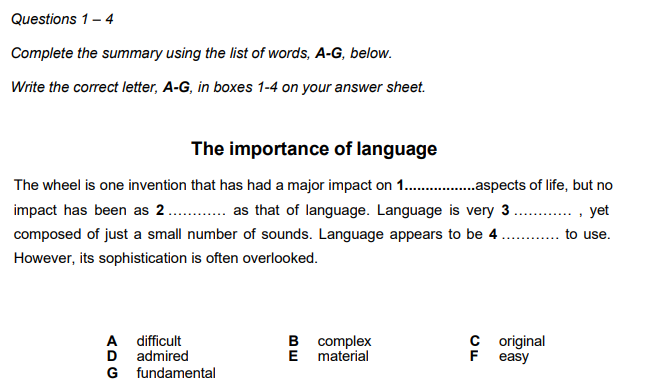 Questions 1 – 4
Complete the summary using the list of words, A-G, below.
Write the correct letter, A-G, in boxes 1-4 on your answer sheet.
The importance of language
The wheel is one invention that has had a major impact on 1.................aspects of life, but no
impact has been as 2 ............ as that of language. Language is very 3 ............ , yet
composed of just a small number of sounds. Language appears to be 4 ............ to use.
However, its sophistication is often overlooked.
A difficult B complex C original
D admired E material F easy
G fundamental